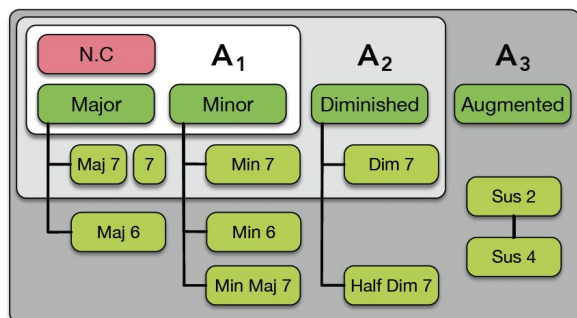 N.C A1 A2 A3
Major Minor Diminished Augmented
Maj 7 7 Min 7 Dim 7
Sus 2
Maj 6 Min 6
Sus 4
Min Maj 7 Half Dim 7